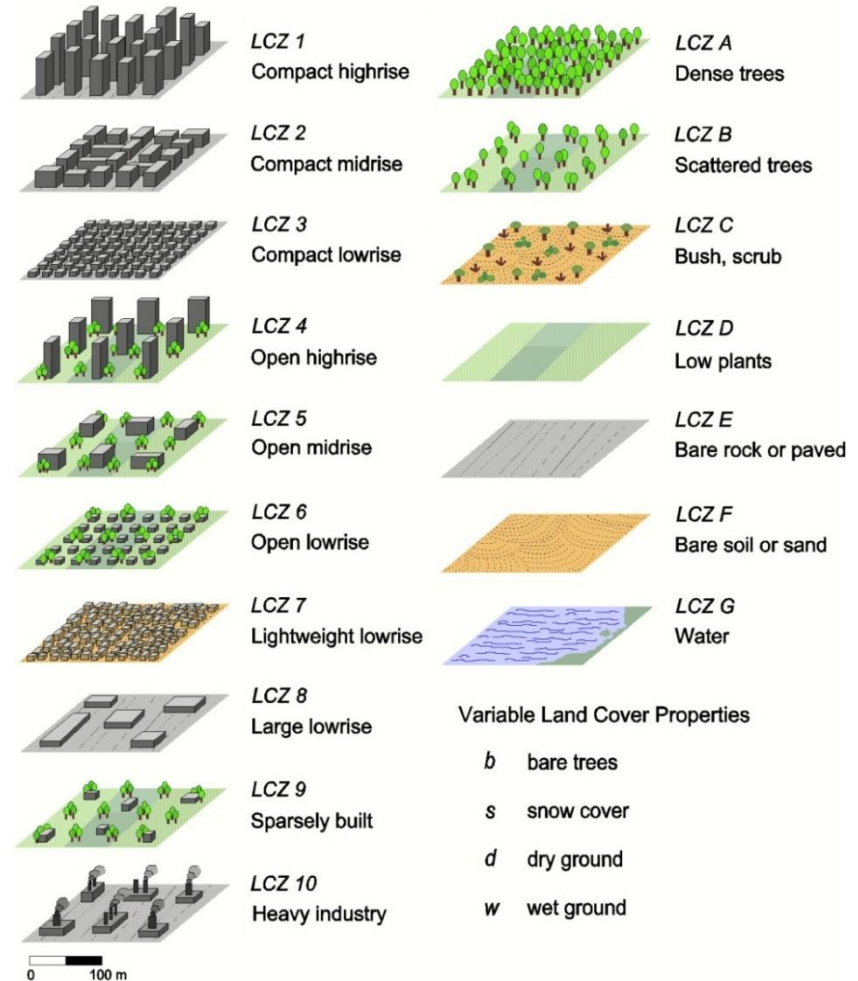 LCZ 1
Compact highrise
LCZ 2
Compact midrise
LCZ 3
Compact lowrise
LCZ 4
Open highrise
LCZ 5
Open midrise
LCZ 6
Open lowrise
LCZ 7
Lightweight lowrise
LCZ 8
Large lowrise
LCZ 9
Sparsely built
LCZ 10
Heavy industry
0 100 m
LCZ A
Dense trees
LCZ B
Scattered trees
LCZ C
Bush, scrub
LCZ D
Low plants
LCZ E
Bare rock or paved
LCZ F
Bare soil or sand
LCZ G
Water
Variable Land Cover Properties
b bare trees
s snow cover
d dry ground
w wet ground